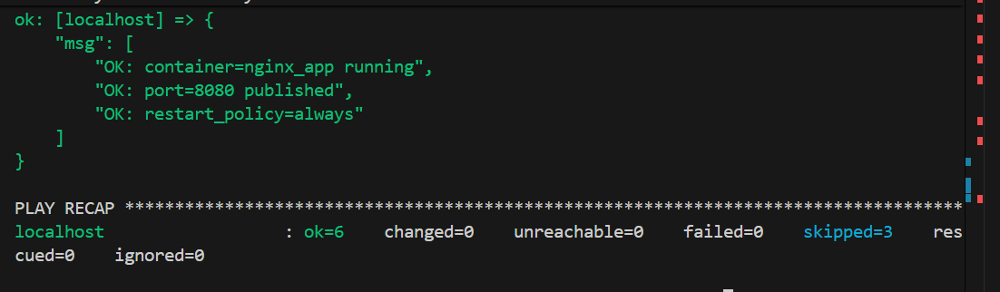 ok: [localhost] => {
    "msg": [
        "OK: container=nginx_app running",
        "OK: port=8080 published",
        "OK: restart_policy=always"
    ]
}
PLAY RECAP *************************************************************************************
localhost                  : ok=6    changed=0    unreachable=0    failed=0    skipped=3    res
cued=0    ignored=0